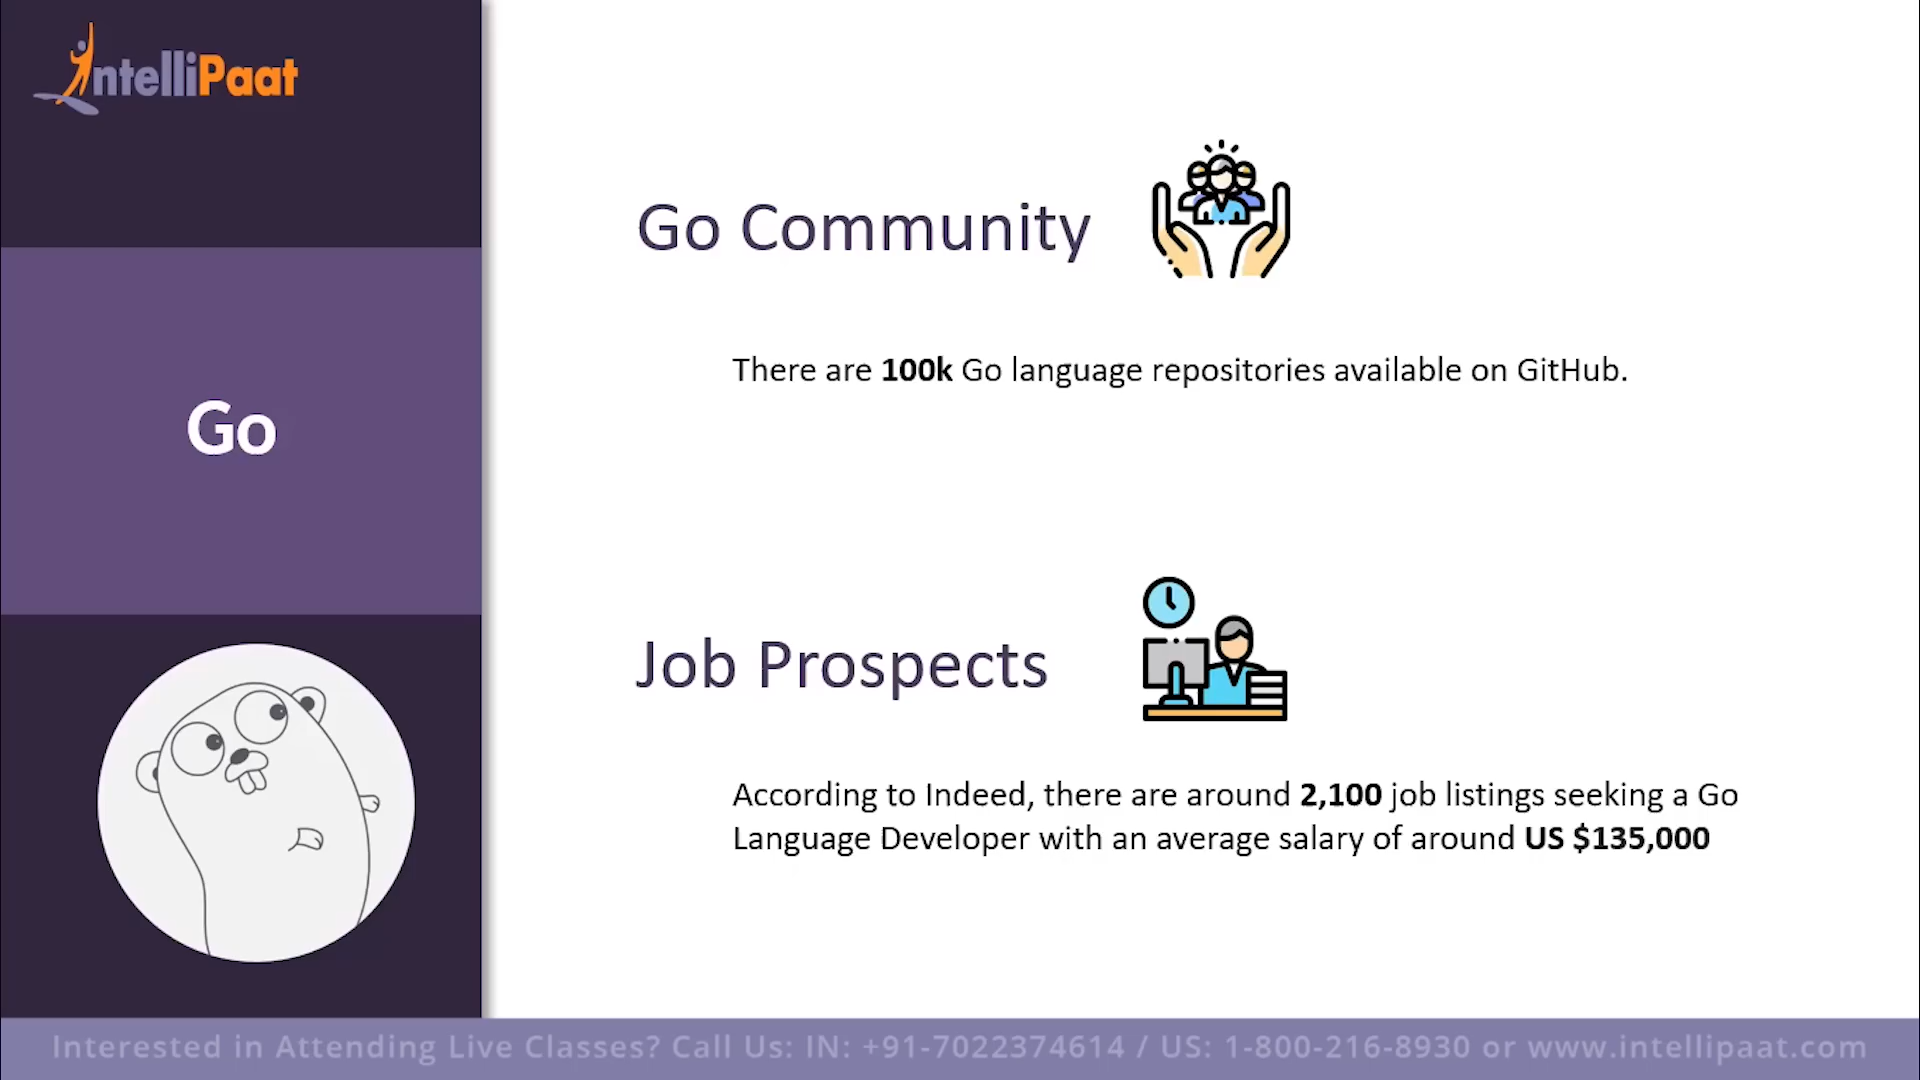 IntelliPaat
Go
Go Community
There are 100k Go language repositories available on GitHub.
Job Prospects
According to Indeed, there are around 2,100 job listings seeking a Go
Language Developer with an average salary of around US $135,000
Interested in Attending Live Classes? Call Us: IN: +91-7022374614 / US: 1-800-216-8930 or www.intellipaat.com